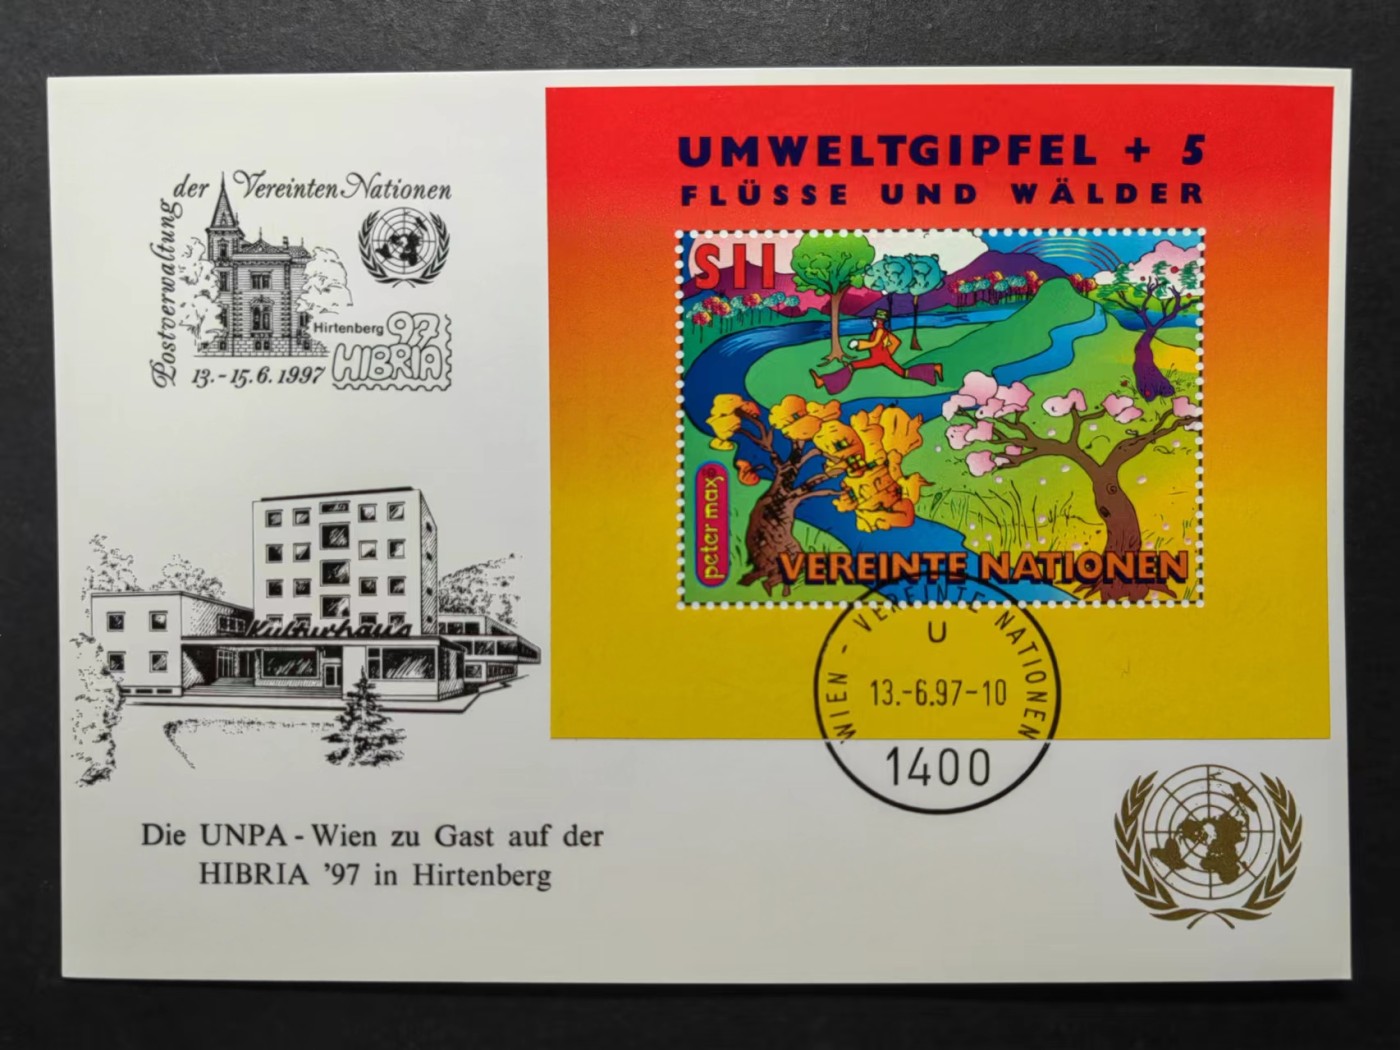 Postverwaltung
der Vereinten Nationen
Hirtenberg
97
HIBRIA
13.-15.6.1997
Kulturhaus
Die UNPA - Wien zu Gast auf der
HIBRIA '97 in Hirtenberg
UMWELTGIPFEL + 5
FLÜSSE UND WÄLDER
S11
peter max
VEREINTE NATIONEN
WIEN - VEREINTE NATIONEN
U
13.-6.97-10
1400